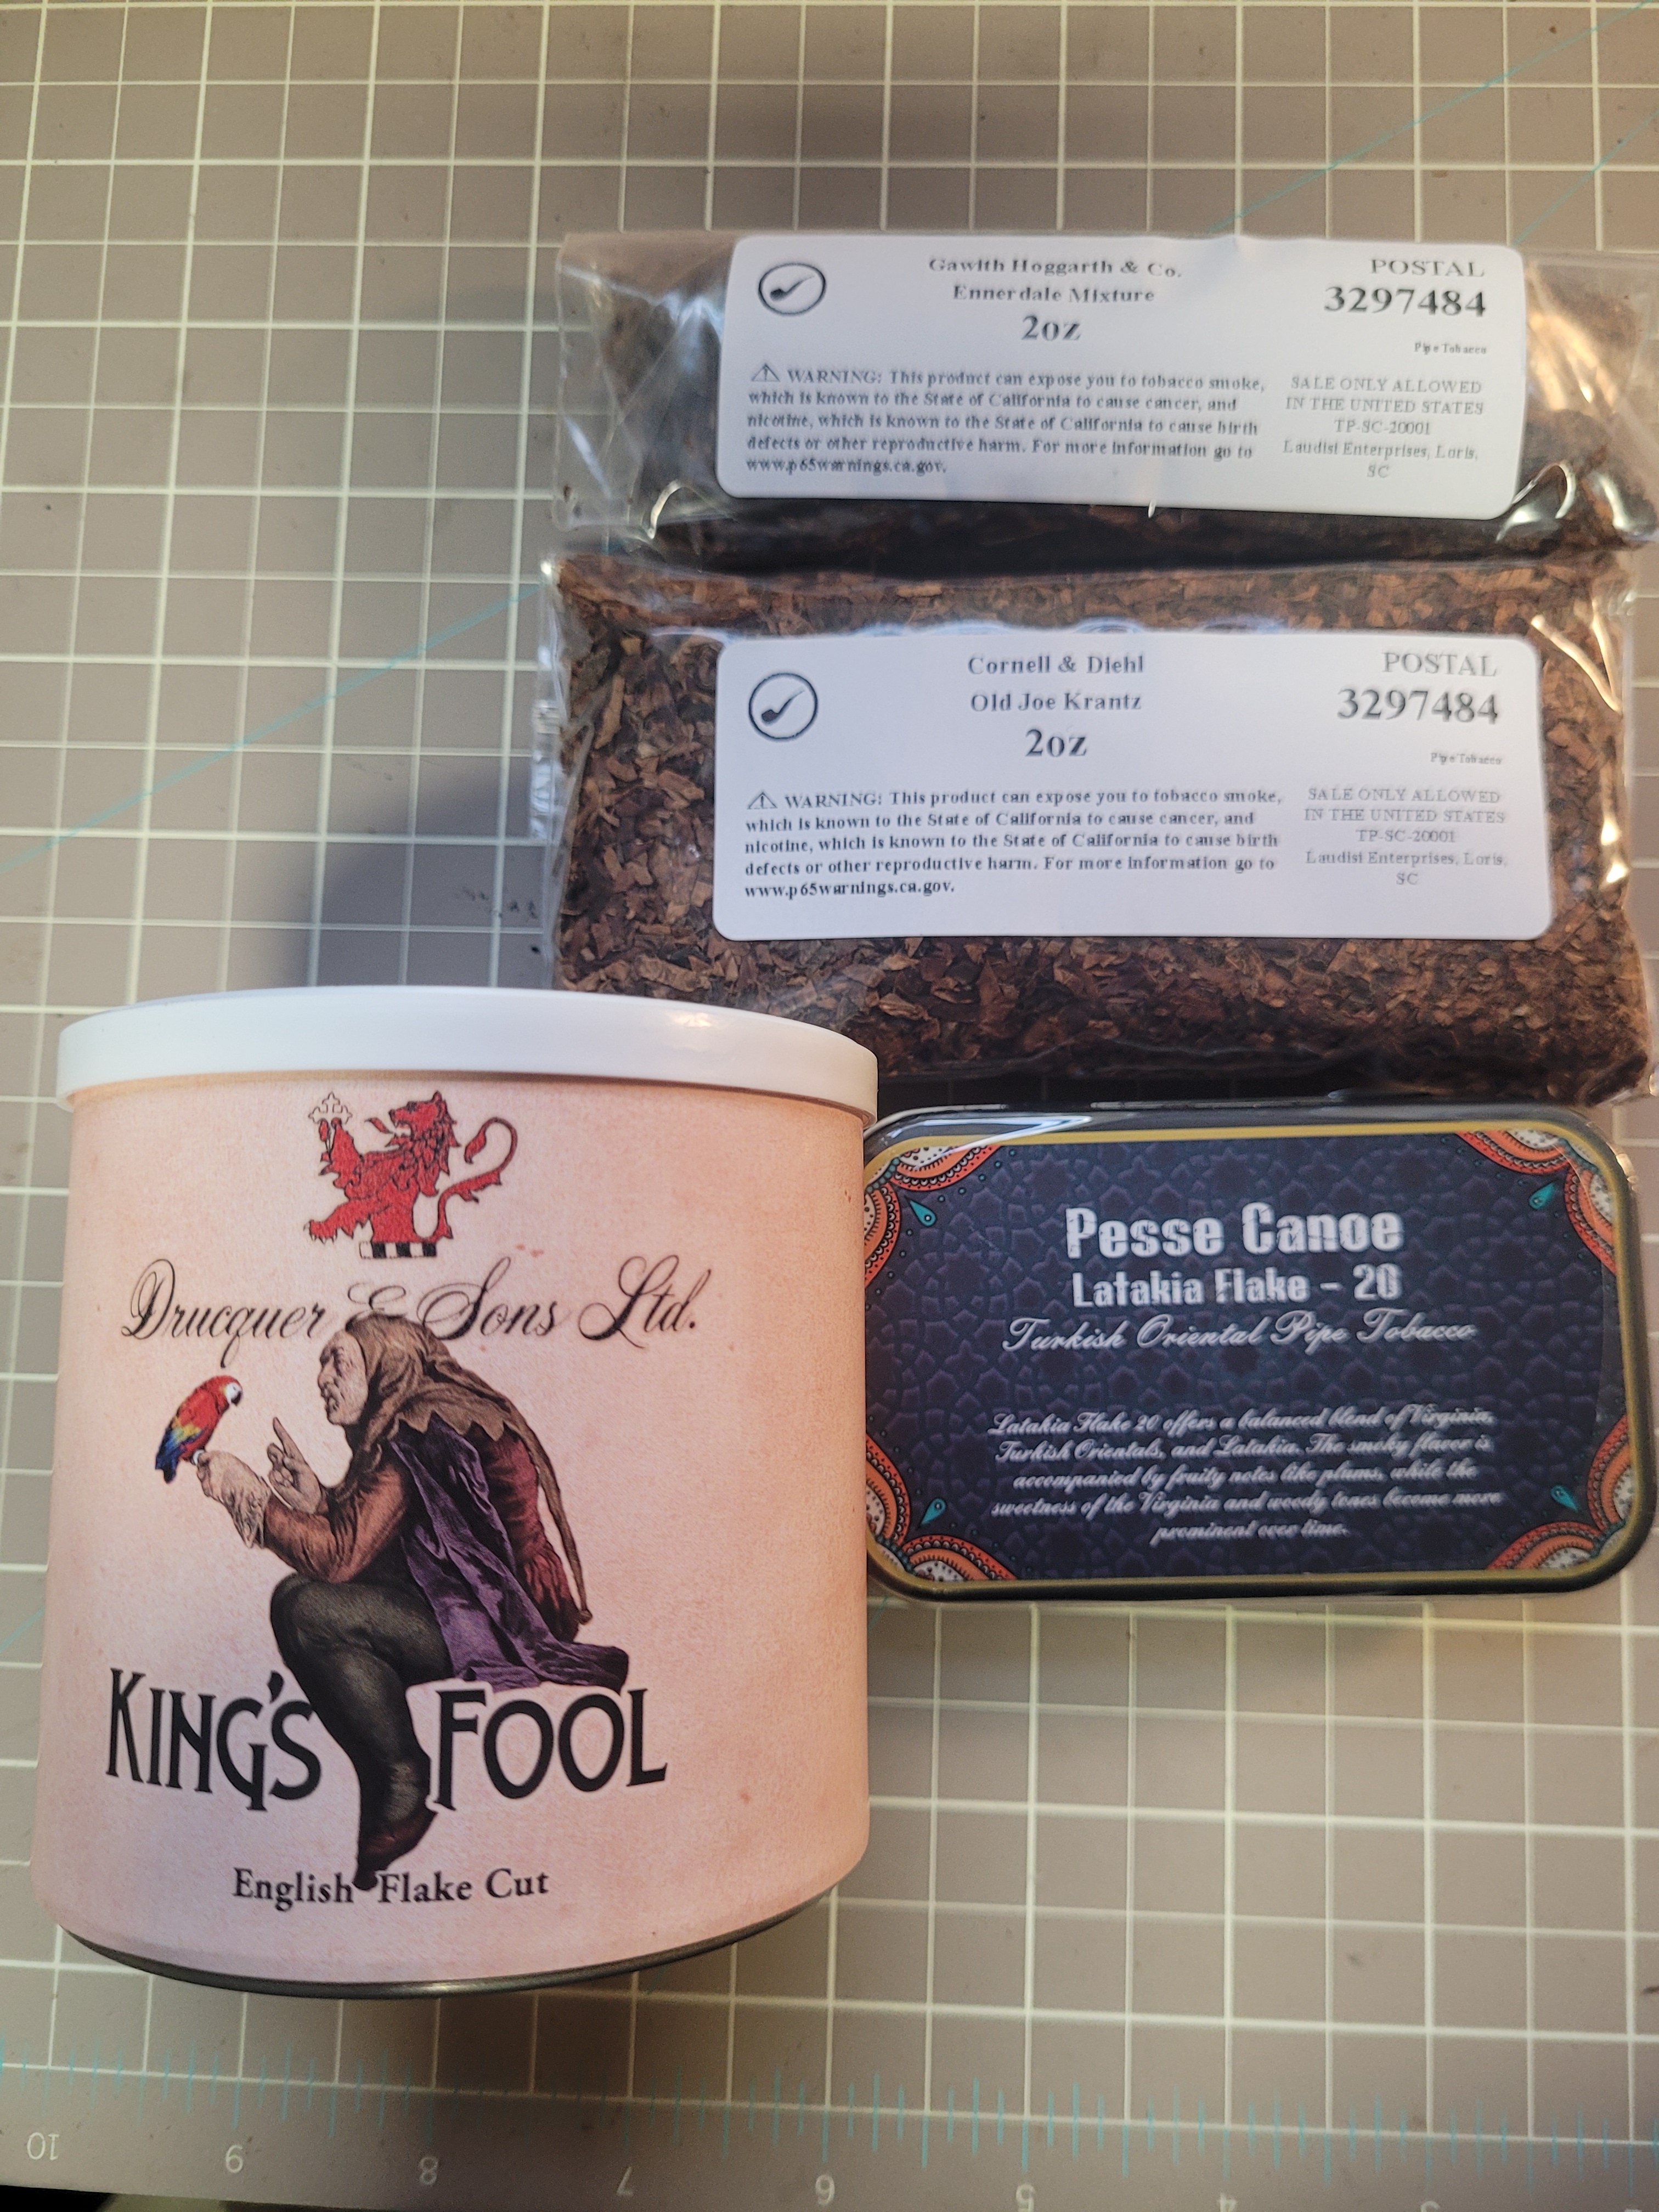 Gawith Hoggarth & Co.
Ennerdale Mixture
2oz
POSTAL
3297484
Pipe Tobacco
⚠ WARNING: This product can expose you to tobacco smoke,
which is known to the State of California to cause cancer, and
nicotine, which is known to the State of California to cause birth
defects or other reproductive harm. For more information go to
www.p65warnings.ca.gov.
SALE ONLY ALLOWED
IN THE UNITED STATES
TP-SC-20001
Laudisi Enterprises, Loris,
SC
Cornell & Diehl
Old Joe Krantz
2oz
POSTAL
3297484
Pipe Tobacco
⚠ WARNING: This product can expose you to tobacco smoke,
which is known to the State of California to cause cancer, and
nicotine, which is known to the State of California to cause birth
defects or other reproductive harm. For more information go to
www.p65warnings.ca.gov.
SALE ONLY ALLOWED
IN THE UNITED STATES
TP-SC-20001
Laudisi Enterprises, Loris,
SC
Drucquer & Sons Ltd.
KING'S FOOL
English Flake Cut
Pesse Canoe
Latakia Flake - 20
Turkish Oriental Pipe Tobacco
Latakia Flake 20 offers a balanced blend of Virginia,
Turkish Orientals, and Latakia. The smoky flavor is
accompanied by fruity notes like plums, while the
sweetness of the Virginia and woody tones become more
prominent over time.
10 9 8 7 6 5 4 3